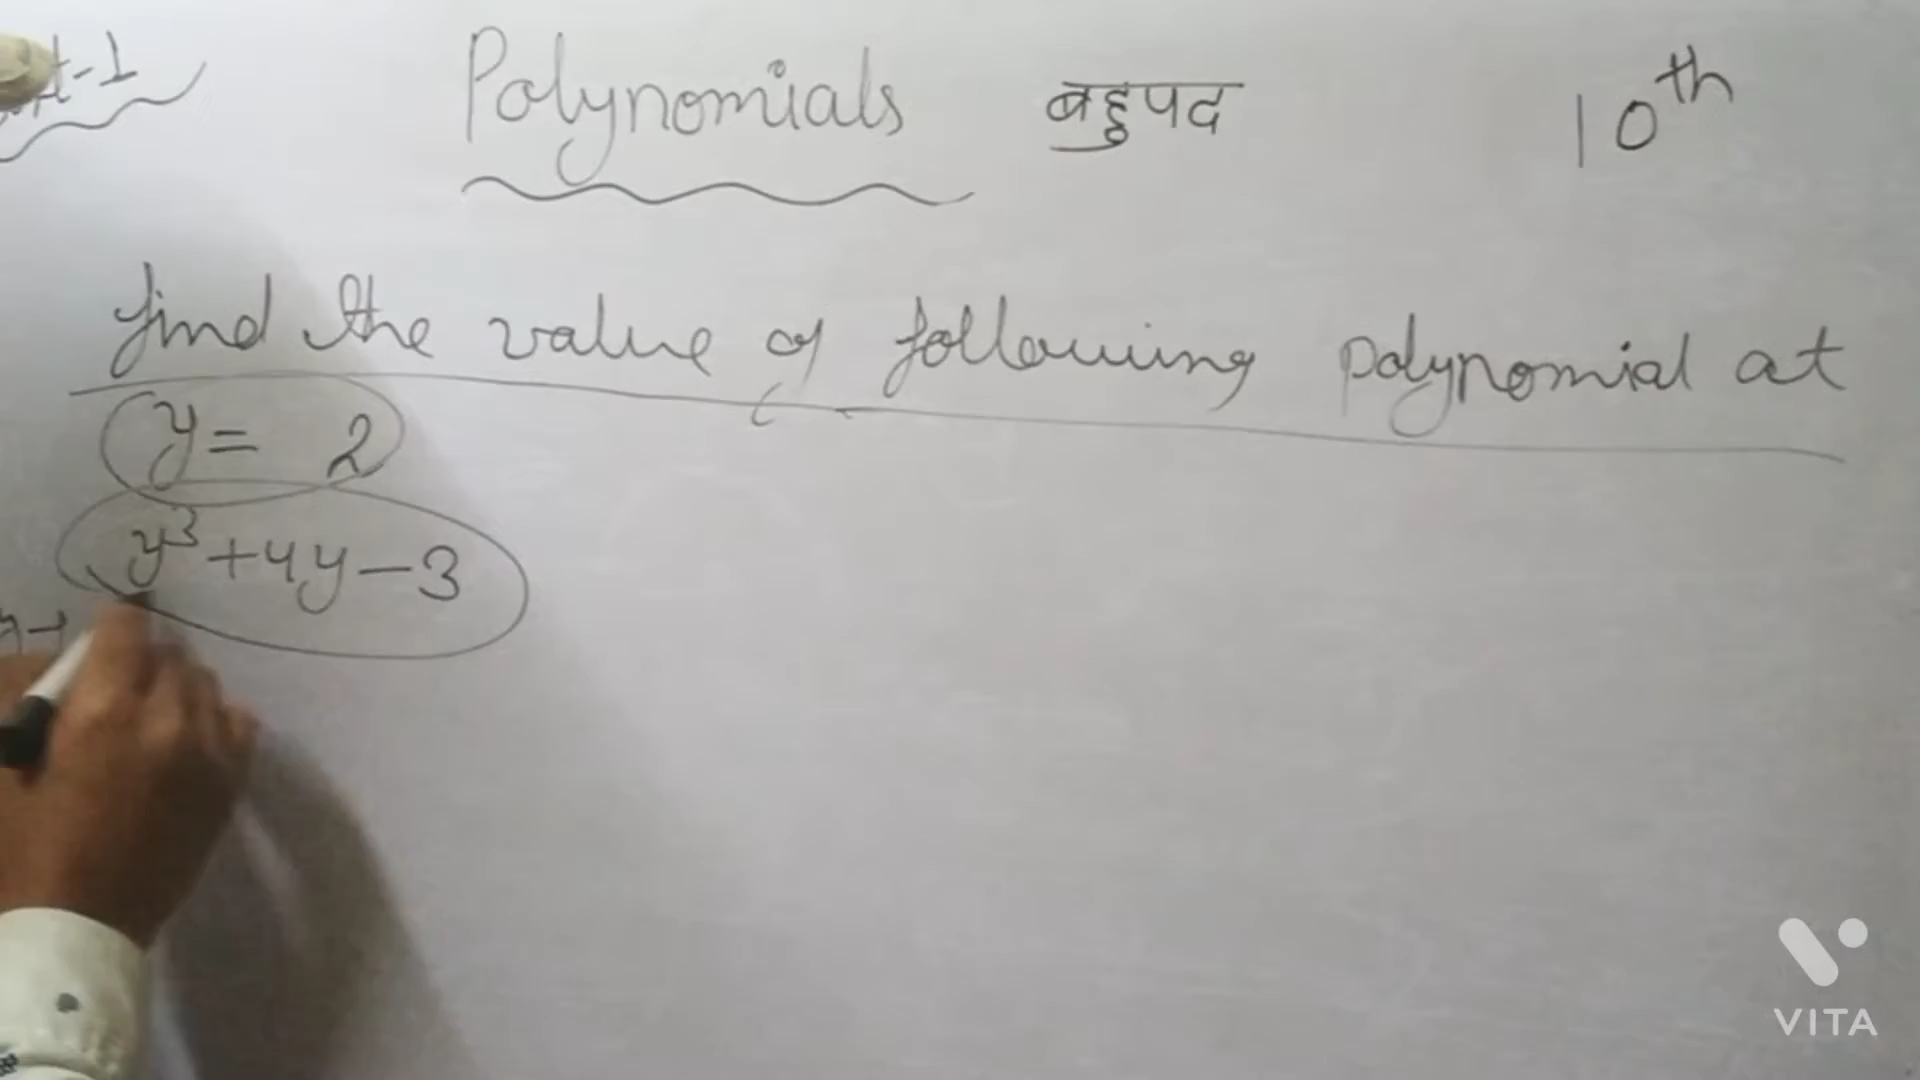 Polynomials बहुपद 10th
find the value of following polynomial at
y = 2
y³+4y-3
VITA